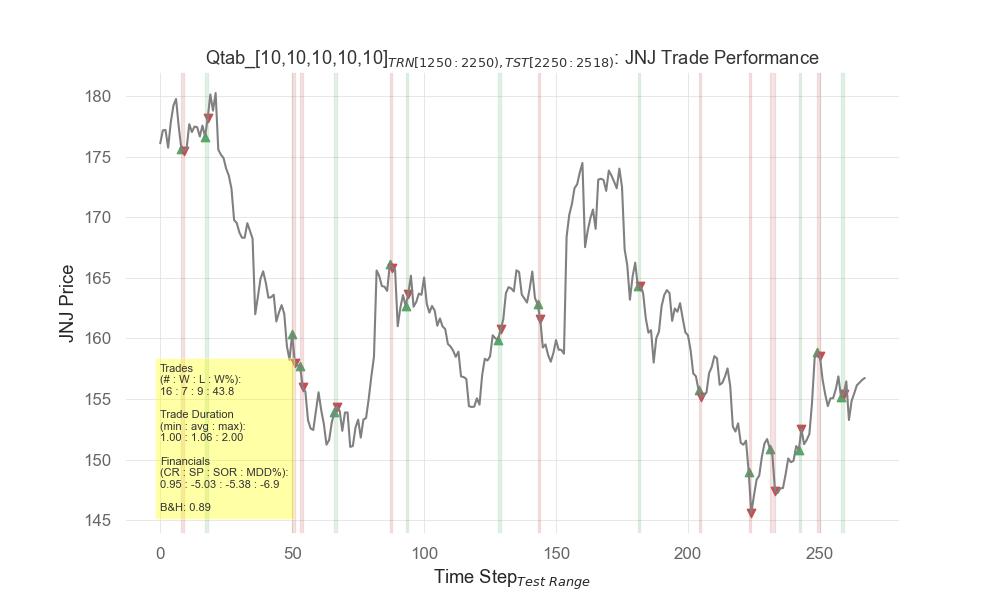 Qtab_[10,10,10,10,10]TRN[1250:2250),TST[2250:2518): JNJ Trade Performance
JNJ Price
180
175
170
165
160
155
150
145
Trades
(# : W : L : W%):
16 : 7 : 9 : 43.8
Trade Duration
(min : avg : max):
1.00 : 1.06 : 2.00
Financials
(CR : SP : SOR : MDD%):
0.95 : -5.03 : -5.38 : -6.9
B&H: 0.89
0 50 100 150 200 250
Time StepTest Range